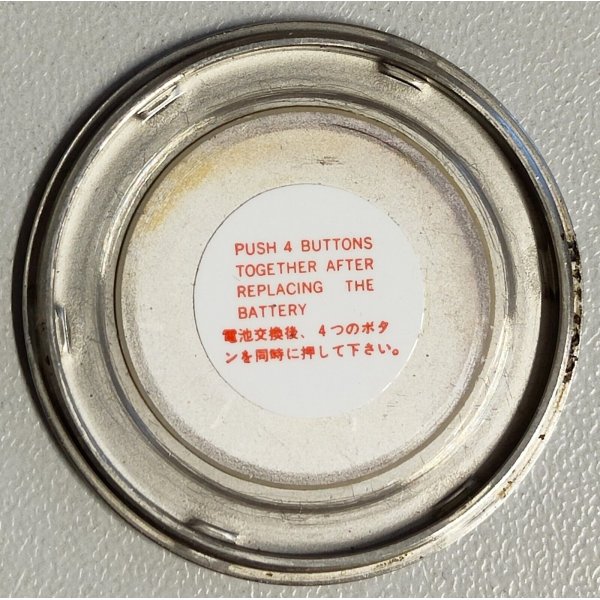 PUSH 4 BUTTONS
TOGETHER AFTER
REPLACING THE
BATTERY
電池交換後、4つのボタ
ンを同時に押して下さい。